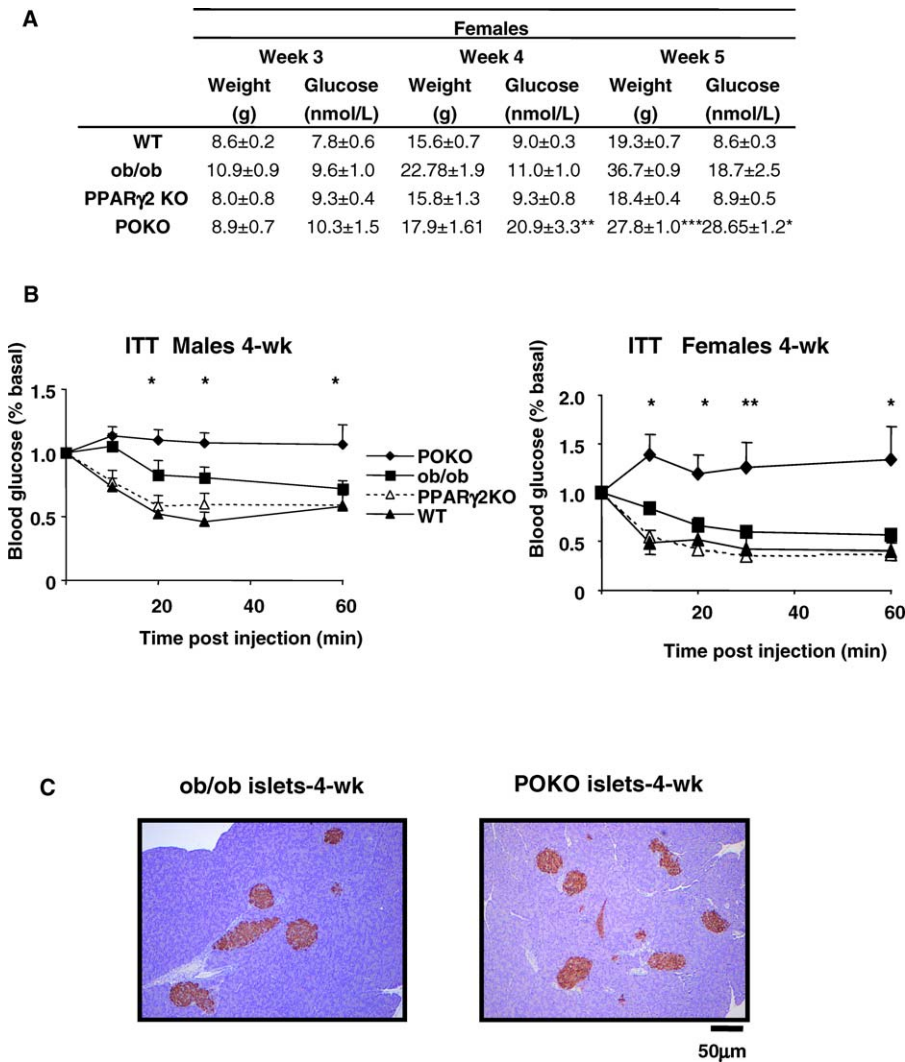 A
Females
Week 3 Week 4 Week 5
Weight Glucose Weight Glucose Weight Glucose
(g) (nmol/L) (g) (nmol/L) (g) (nmol/L)
WT 8.6±0.2 7.8±0.6 15.6±0.7 9.0±0.3 19.3±0.7 8.6±0.3
ob/ob 10.9±0.9 9.6±1.0 22.78±1.9 11.0±1.0 36.7±0.9 18.7±2.5
PPARγ2 KO 8.0±0.8 9.3±0.4 15.8±1.3 9.3±0.8 18.4±0.4 8.9±0.5
POKO 8.9±0.7 10.3±1.5 17.9±1.61 20.9±3.3** 27.8±1.0*** 28.65±1.2*
B
ITT Males 4-wk
Blood glucose (% basal)
1.5
1.0
0.5
0
* * *
20 40 60
Time post injection (min)
POKO
ob/ob
PPARγ2KO
WT
ITT Females 4-wk
Blood glucose (% basal)
2.0
1.5
1.0
0.5
0
* * ** *
20 40 60
Time post injection (min)
C
ob/ob islets-4-wk
POKO islets-4-wk
50µm